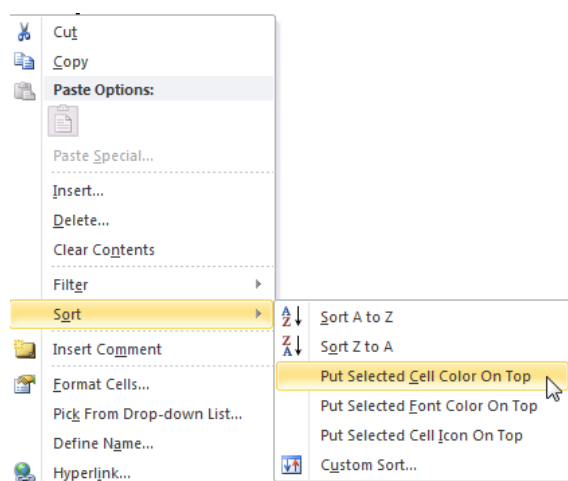 Cut
Copy
Paste Options:
Paste Special...
Insert...
Delete...
Clear Contents
Filter
Sort
Insert Comment
Format Cells...
Pick From Drop-down List...
Define Name...
Hyperlink...
Sort A to Z
Sort Z to A
Put Selected Cell Color On Top
Put Selected Font Color On Top
Put Selected Cell Icon On Top
Custom Sort...